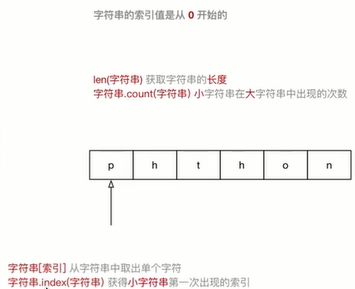 字符串的索引值是从 0 开始的
len(字符串) 获取字符串的长度
字符串.count(字符串) 小字符串在大字符串中出现的次数
p h t h o n
字符串[索引] 从字符串中取出单个字符
字符串.index(字符串) 获得小字符串第一次出现的索引